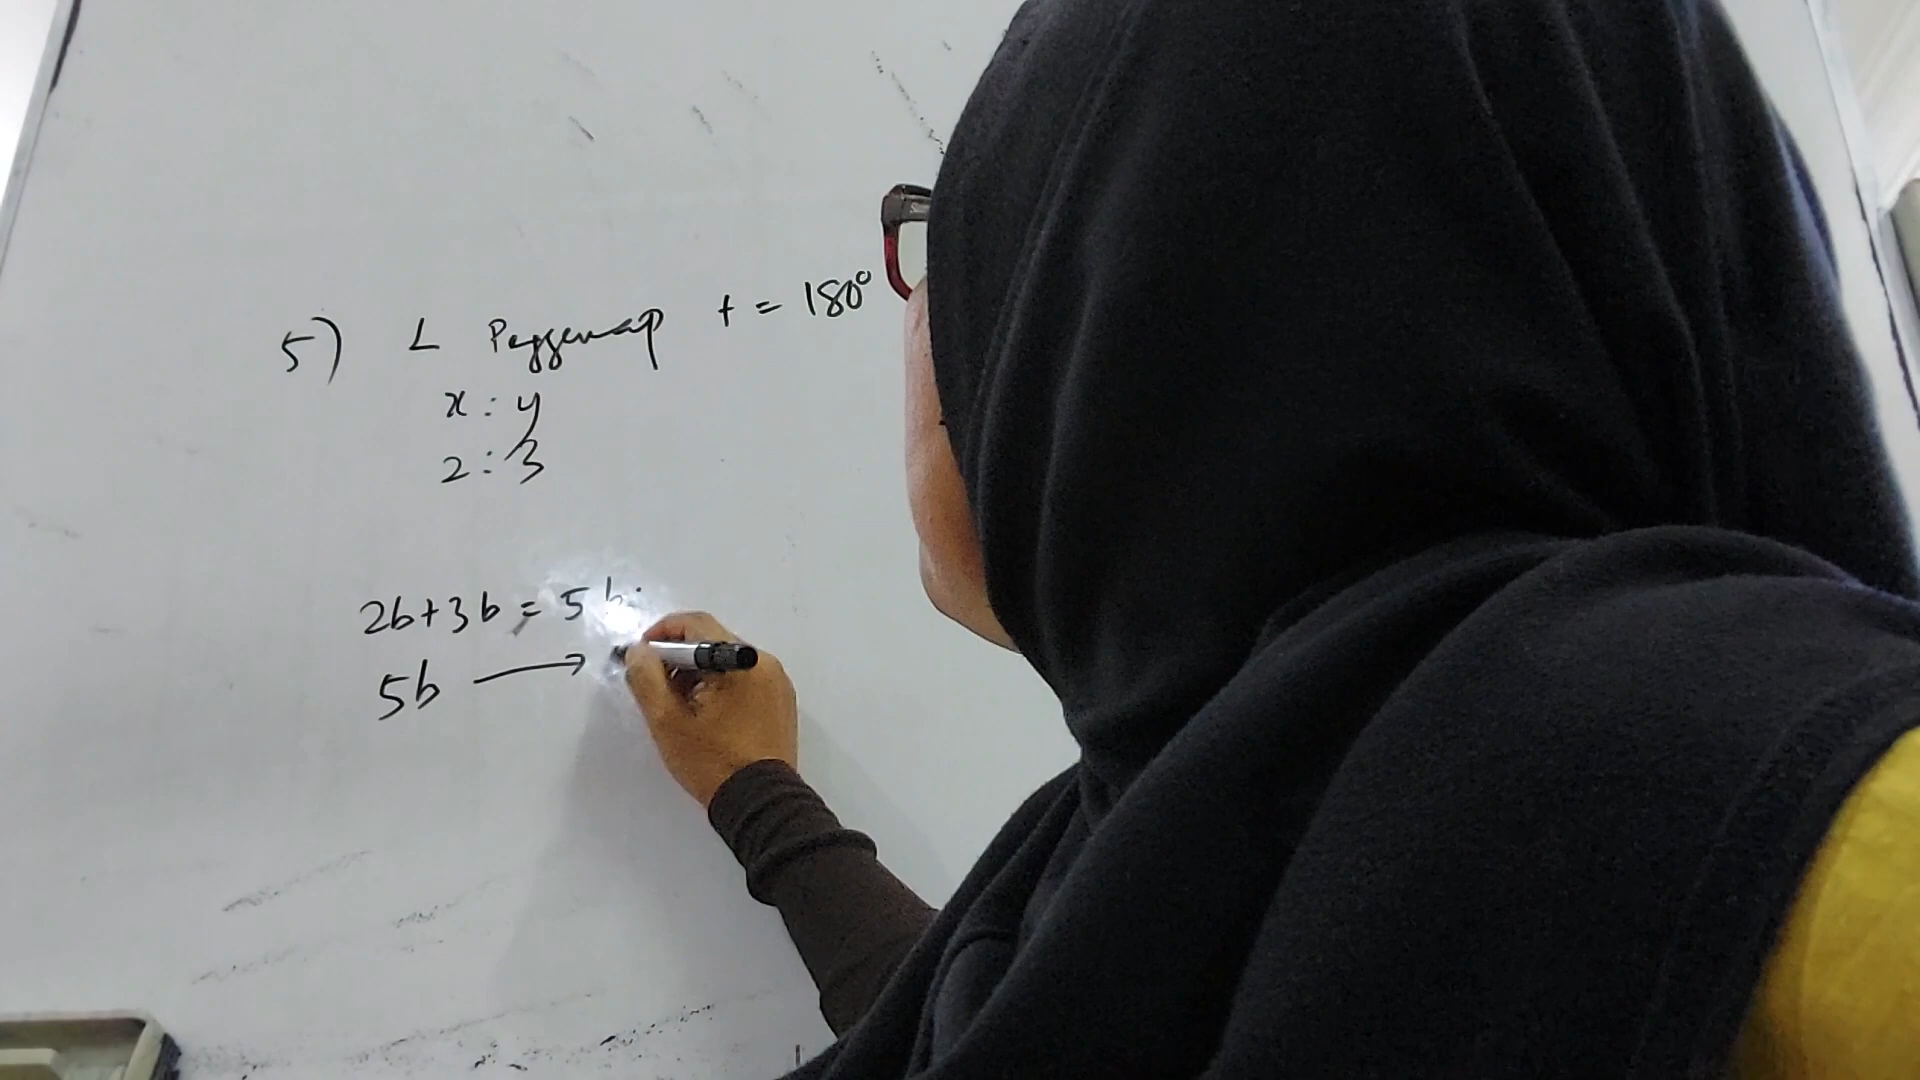 5) ∠ Penggenap + = 180°
x : y
2 : 3
2b + 3b = 5b
5b →